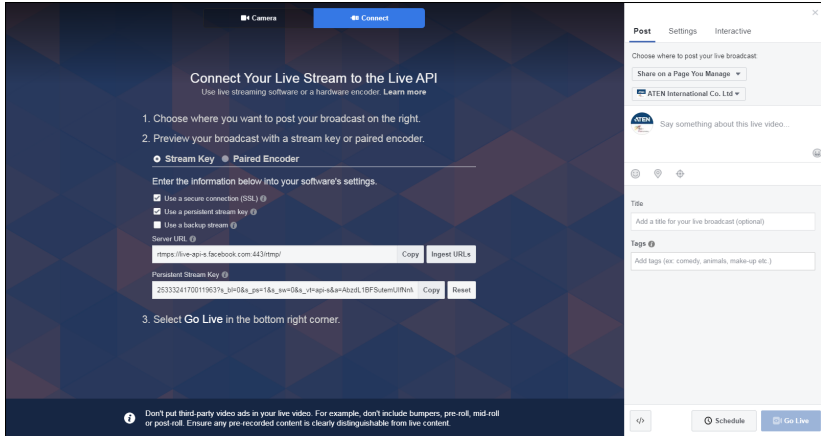 Camera
Connect
Connect Your Live Stream to the Live API
Use live streaming software or a hardware encoder. Learn more
1. Choose where you want to post your broadcast on the right.
2. Preview your broadcast with a stream key or paired encoder.
Stream Key Paired Encoder
Enter the information below into your software's settings.
Use a secure connection (SSL)
Use a persistent stream key
Use a backup stream
Server URL
rtmps://live-api-s.facebook.com:443/rtmp/ Copy Ingest URLs
Persistent Stream Key
Copy Reset
3. Select Go Live in the bottom right corner.
Don't put third-party video ads in your live video. For example, don't include bumpers, pre-roll, mid-roll
or post-roll. Ensure any pre-recorded content is clearly distinguishable from live content.
Post Settings Interactive
Choose where to post your live broadcast:
Share on a Page You Manage
ATEN International Co. Ltd
ATEN
Say something about this live video...
Title
Add a title for your live broadcast (optional)
Tags
Add tags (ex: comedy, animals, make-up etc.)
</> Schedule Go Live